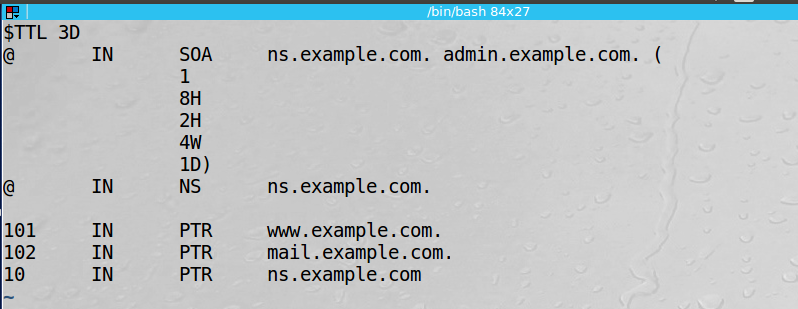 /bin/bash 84x27
$TTL 3D
@ IN SOA ns.example.com. admin.example.com. (
1
8H
2H
4W
1D)
@ IN NS ns.example.com.
101 IN PTR www.example.com.
102 IN PTR mail.example.com.
10 IN PTR ns.example.com
~